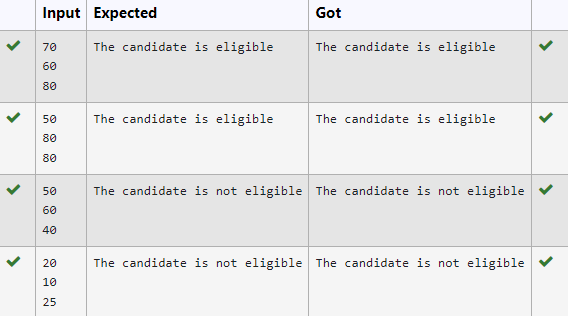 Input Expected Got
70 The candidate is eligible The candidate is eligible
60
80
50 The candidate is eligible The candidate is eligible
80
80
50 The candidate is not eligible The candidate is not eligible
60
40
20 The candidate is not eligible The candidate is not eligible
10
25